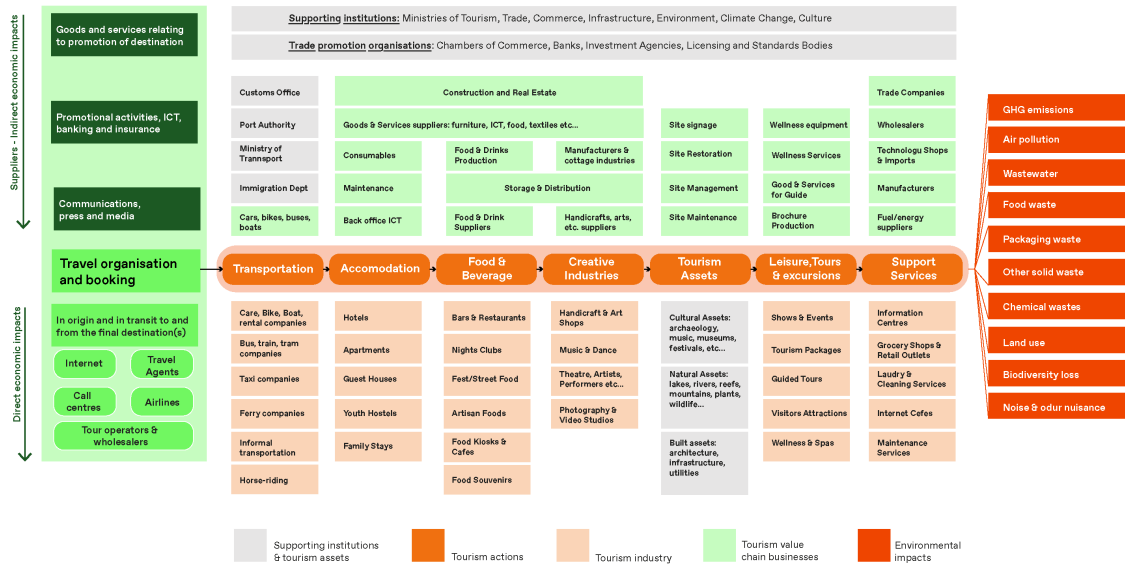 Suppliers - Indirect economic impacts
Direct economic impacts
Goods and services relating
to promotion of destination
Promotional activities, ICT,
banking and insurance
Communications,
press and media
Travel organisation
and booking
In origin and in transit to and
from the final destination(s)
Internet
Travel
Agents
Call
centres
Airlines
Tour operators &
wholesalers
Supporting institutions: Ministries of Tourism, Trade, Commerce, Infrastructure, Environment, Climate Change, Culture
Trade promotion organisations: Chambers of Commerce, Banks, Investment Agencies, Licensing and Standards Bodies
Customs Office
Port Authority
Ministry of
Trannsport
Immigration Dept
Cars, bikes, buses,
boats
Construction and Real Estate
Goods & Services suppliers: furniture, ICT, food, textiles etc...
Consumables
Food & Drinks
Production
Manufacturers &
cottage industries
Maintenance
Storage & Distribution
Back office ICT
Food & Drink
Suppliers
Handicrafts, arts,
etc. suppliers
Site signage
Site Restoration
Site Management
Site Maintenance
Wellness equipment
Wellness Services
Good & Services
for Guide
Brochure
Production
Trade Companies
Wholesalers
Technologu Shops
& Imports
Manufacturers
Fuel/energy
suppliers
Transportation
Accomodation
Food &
Beverage
Creative
Industries
Tourism
Assets
Leisure,Tours
& excursions
Support
Services
Care, Bike, Boat,
rental companies
Bus, train, tram
companies
Taxi companies
Ferry companies
Informal
transportation
Horse-riding
Hotels
Apartments
Guest Houses
Youth Hostels
Family Stays
Bars & Restaurants
Nights Clubs
Fest/Street Food
Artisan Foods
Food Kiosks &
Cafes
Food Souvenirs
Handicraft & Art
Shops
Music & Dance
Theatre, Artists,
Performers etc...
Photography &
Video Studios
Cultural Assets:
archaeology,
music, museums,
festivals, etc...
Natural Assets:
lakes, rivers, reefs,
mountains, plants,
wildlife...
Built assets:
architecture,
infrastructure,
utilities
Shows & Events
Tourism Packages
Guided Tours
Visitors Attractions
Wellness & Spas
Information
Centres
Grocery Shops &
Retail Outlets
Laudry &
Cleaning Services
Internet Cefes
Maintenance
Services
GHG emissions
Air pollution
Wastewater
Food waste
Packaging waste
Other solid waste
Chemical wastes
Land use
Biodiversity loss
Noise & odur nuisance
Supporting institutions
& tourism assets
Tourism actions
Tourism industry
Tourism value
chain businesses
Environmental
impacts